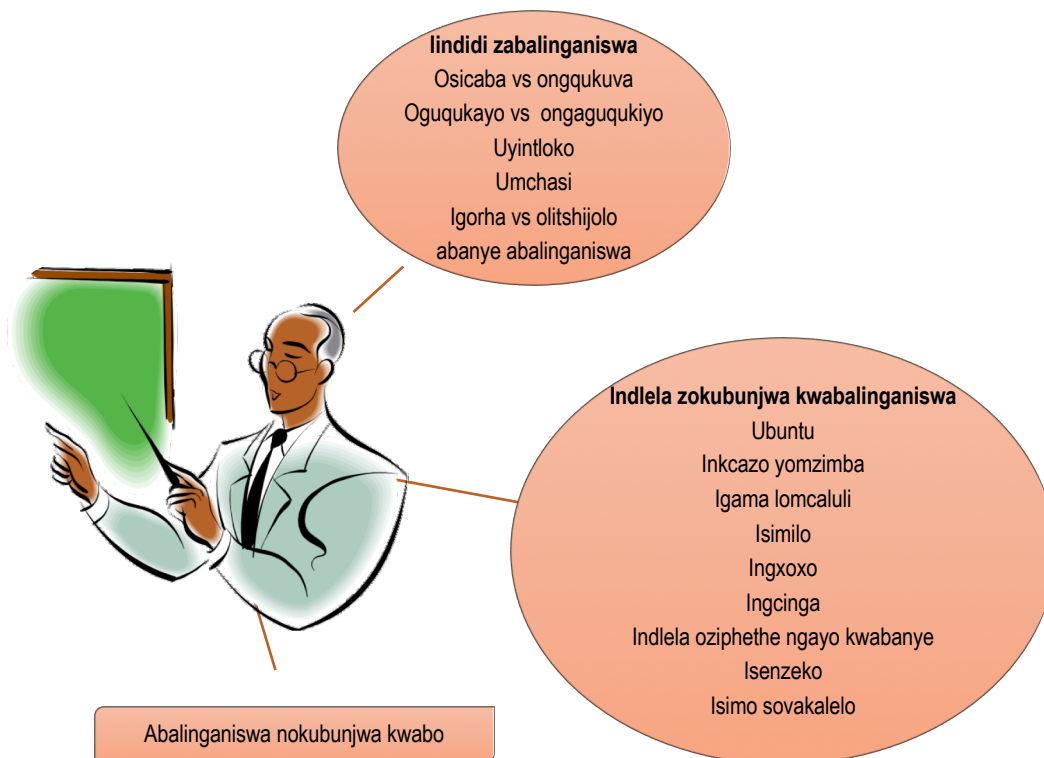 Iindidi zabalinganiswa
Osicaba vs ongqukuva
Oguqukayo vs ongaguqukiyo
Uyintloko
Umchasi
Igorha vs olitshijolo
abanye abalinganiswa
Indlela zokubunjwa kwabalinganiswa
Ubuntu
Inkcazo yomzimba
Igama lomcaluli
Isimilo
Ingxoxo
Ingcinga
Indlela oziphethe ngayo kwabanye
Isenzeko
Isimo sovakalelo
Abalinganiswa nokubunjwa kwabo